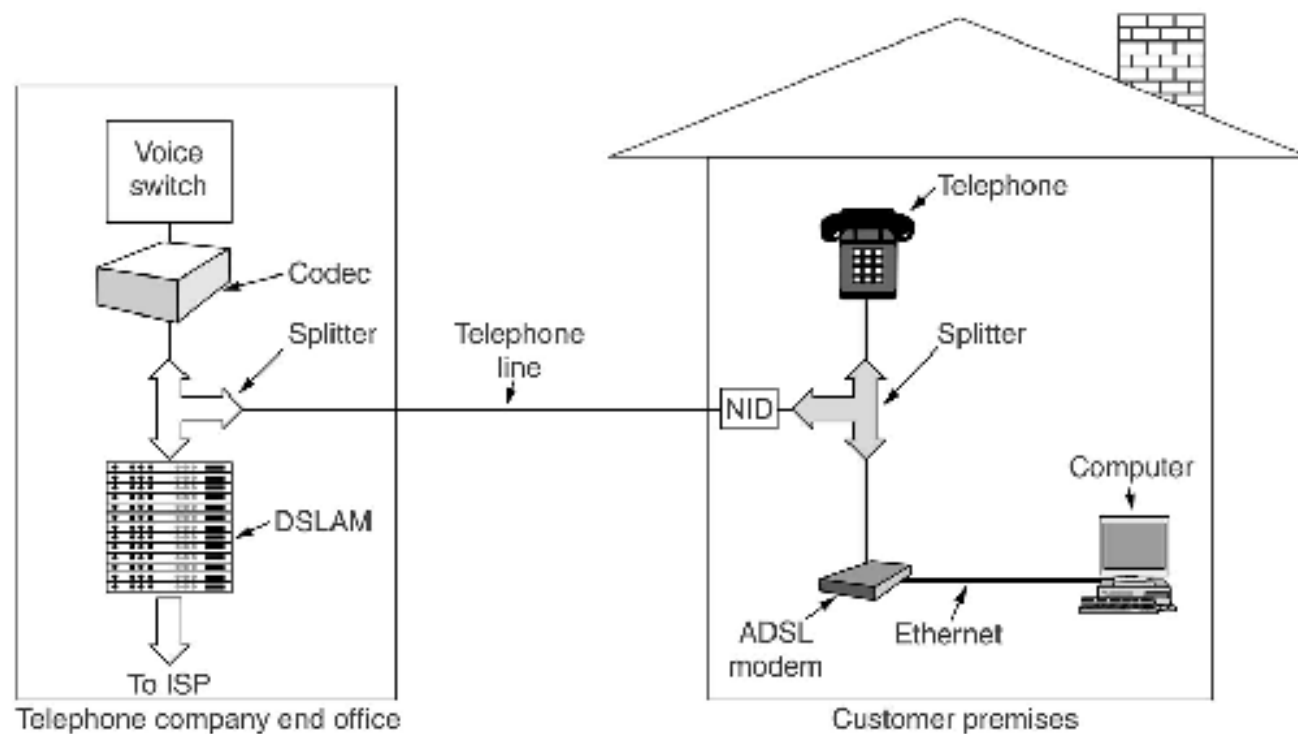 Voice
switch
Codec
Splitter
DSLAM
To ISP
Telephone company end office
Telephone
line
Telephone
NID
Splitter
Computer
ADSL
modem
Ethernet
Customer premises